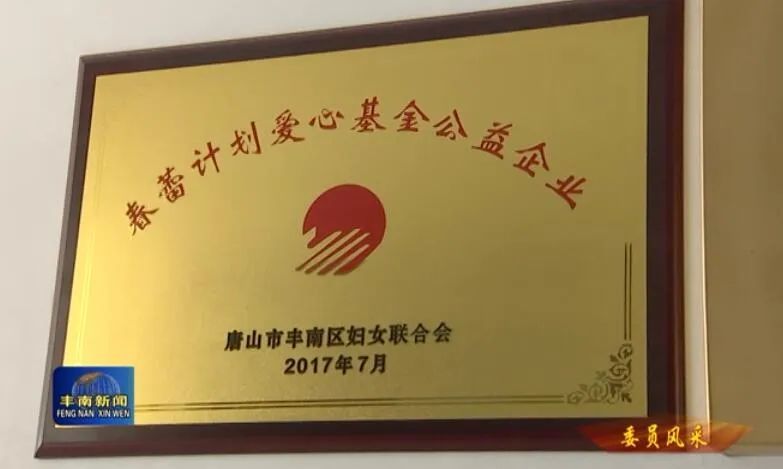 春蕾计划爱心基金公益企业
唐山市丰南区妇女联合会
2017年7月
丰南新闻
FENG NAN XIN WEN
委员风采